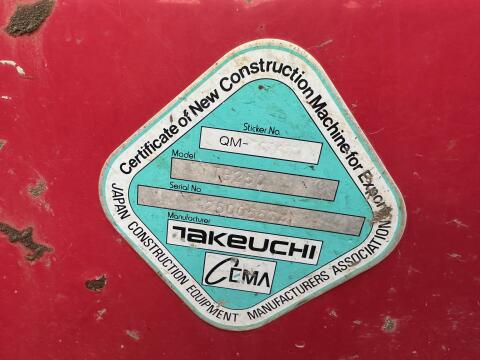 Certificate of New Construction Machine for Export
Sticker No.
QM-
Model
Serial No
Manufacturer
TAKEUCHI
CEMA
JAPAN CONSTRUCTION EQUIPMENT MANUFACTURERS ASSOCIATION